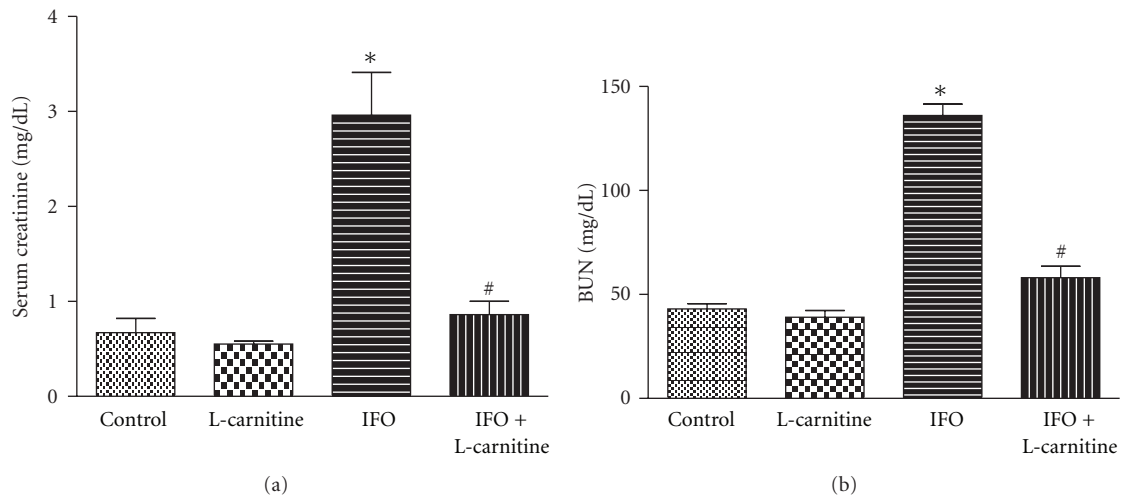 4
3
2
1
0
Serum creatinine (mg/dL)
*
#
Control
L-carnitine
IFO
IFO +
L-carnitine
(a)
150
100
50
0
BUN (mg/dL)
*
#
Control
L-carnitine
IFO
IFO +
L-carnitine
(b)